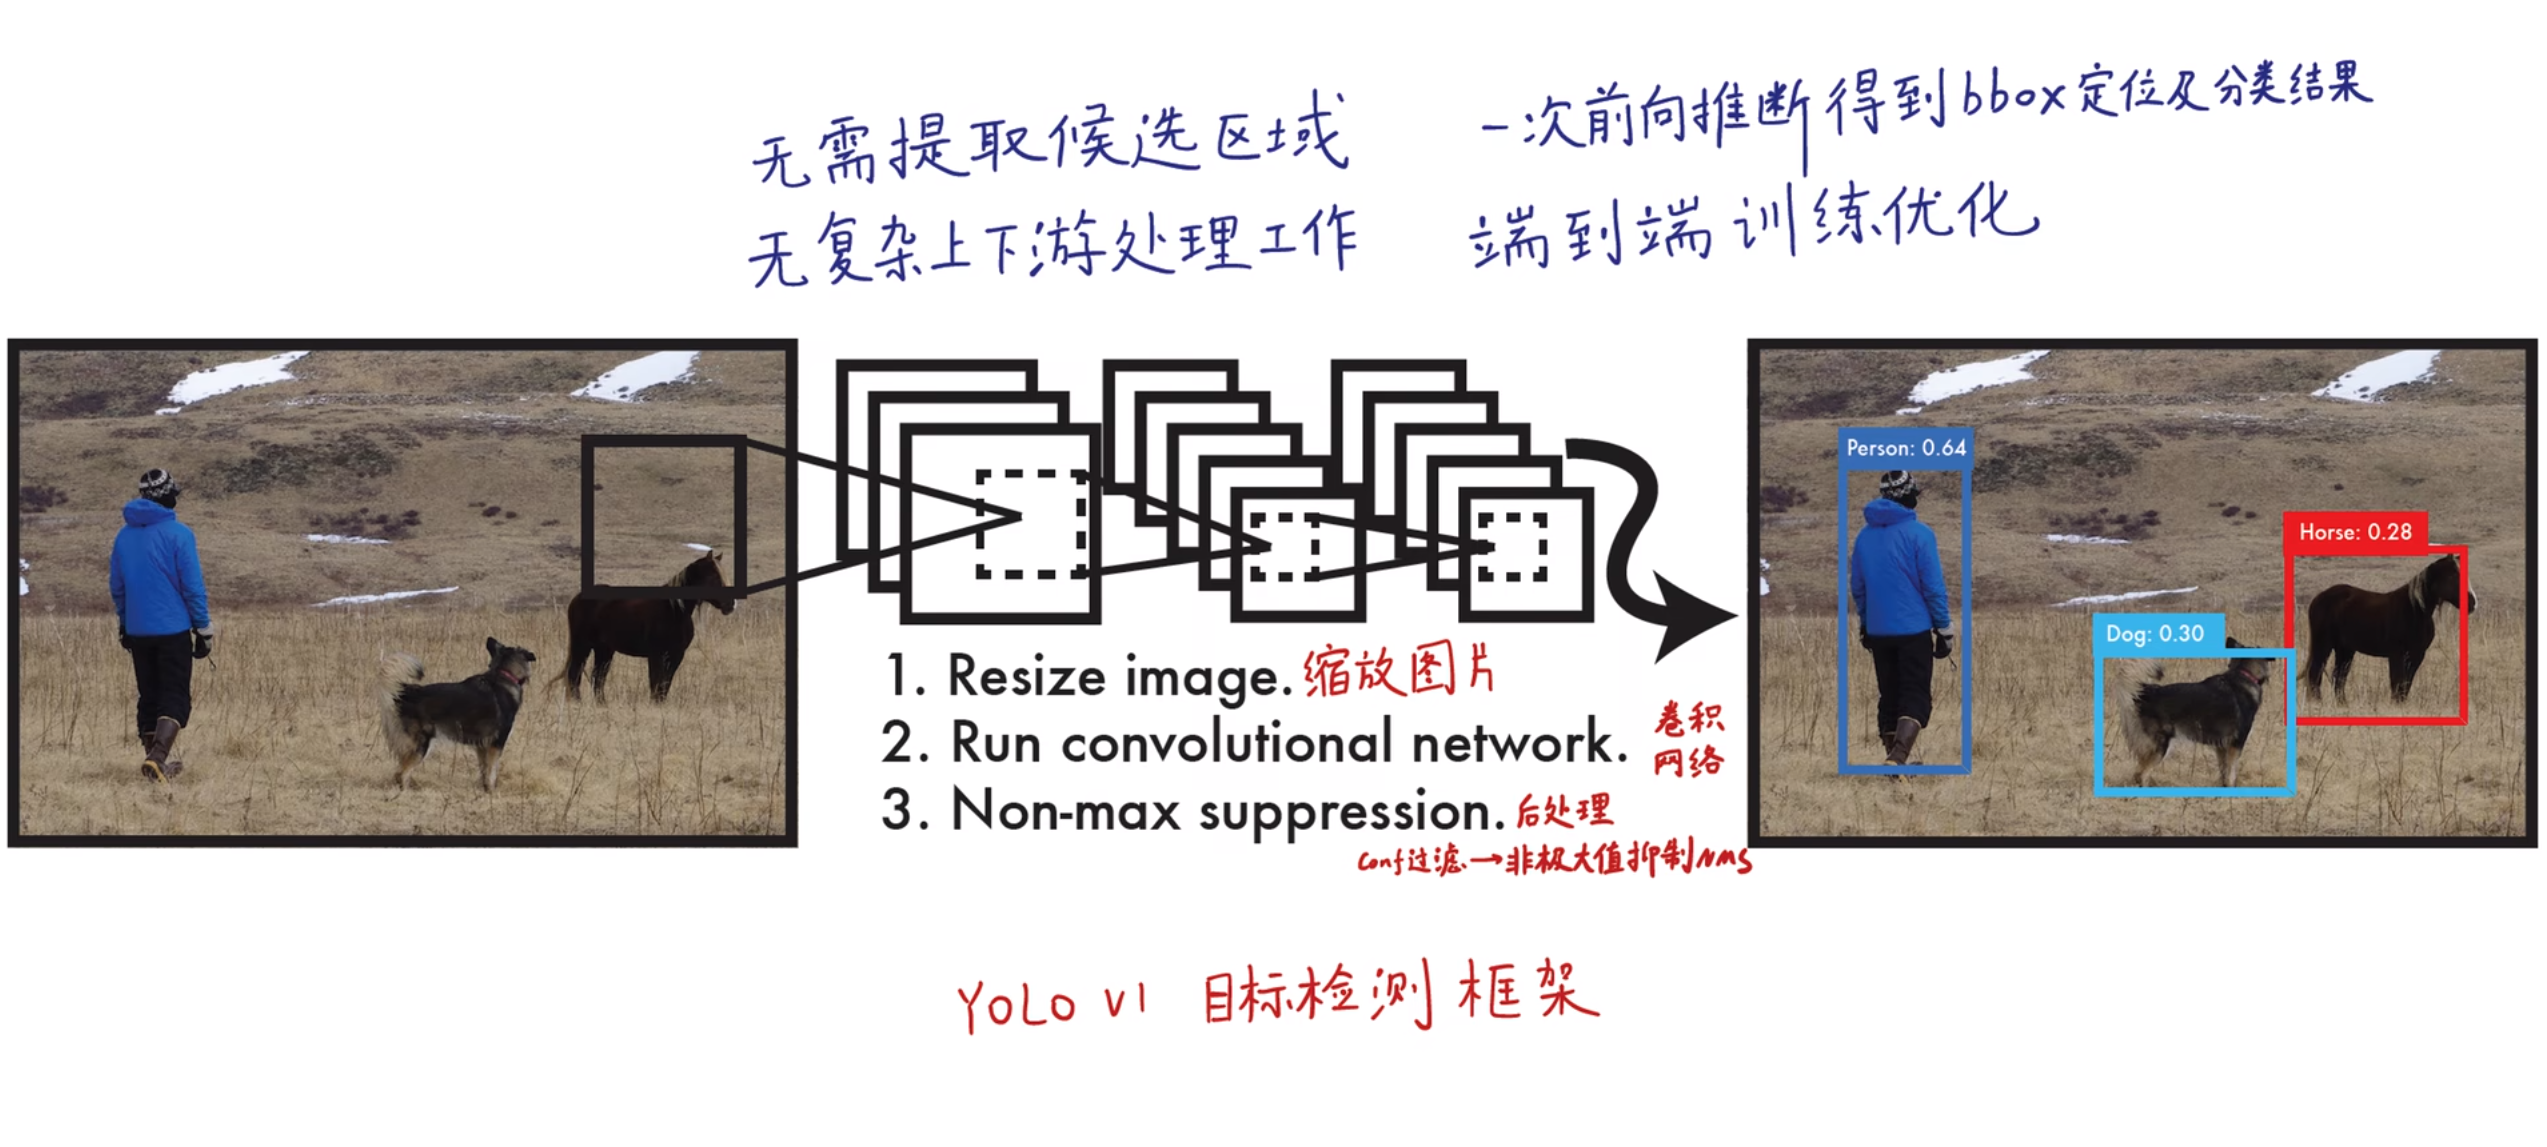 无需提取候选区域
一次前向推断得到bbox定位及分类结果
无复杂上下游处理工作
端到端训练优化
Person: 0.64
Horse: 0.28
Dog: 0.30
1. Resize image. 缩放图片
2. Run convolutional network. 卷积
网络
3. Non-max suppression. 后处理
conf过滤→非极大值抑制NMS
YOLO V1 目标检测框架